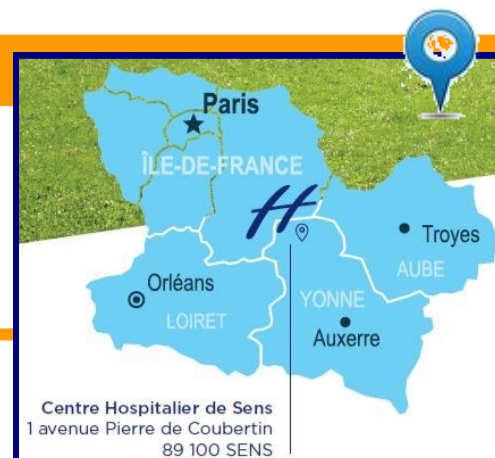 Paris
ÎLE-DE-FRANCE
H
Troyes
AUBE
Orléans
LOIRET
YONNE
Auxerre
Centre Hospitalier de Sens
1 avenue Pierre de Coubertin
89 100 SENS